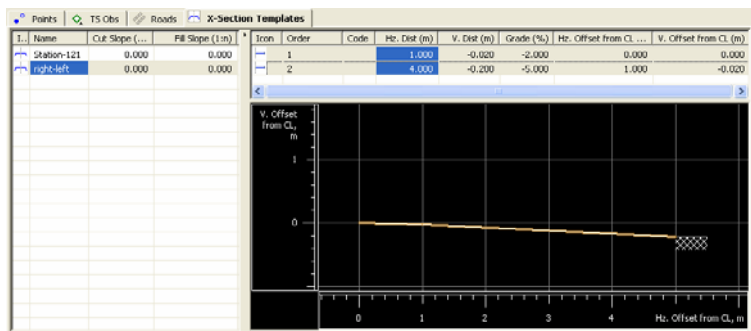 Points TS Obs Roads X-Section Templates
I.. Name Cut Slope (... Fill Slope (1:n)
Station-121 0.000 0.000
right-left 0.000 0.000
Icon Order Code Hz. Dist (m) V. Dist (m) Grade (%) Hz. Offset from CL ... V. Offset from CL (m)
1 1.000 -0.020 -2.000 0.000 0.000
2 4.000 -0.200 -5.000 1.000 -0.020
V. Offset
from CL,
m
1
0
0 1 2 3 4 Hz. Offset from CL, m